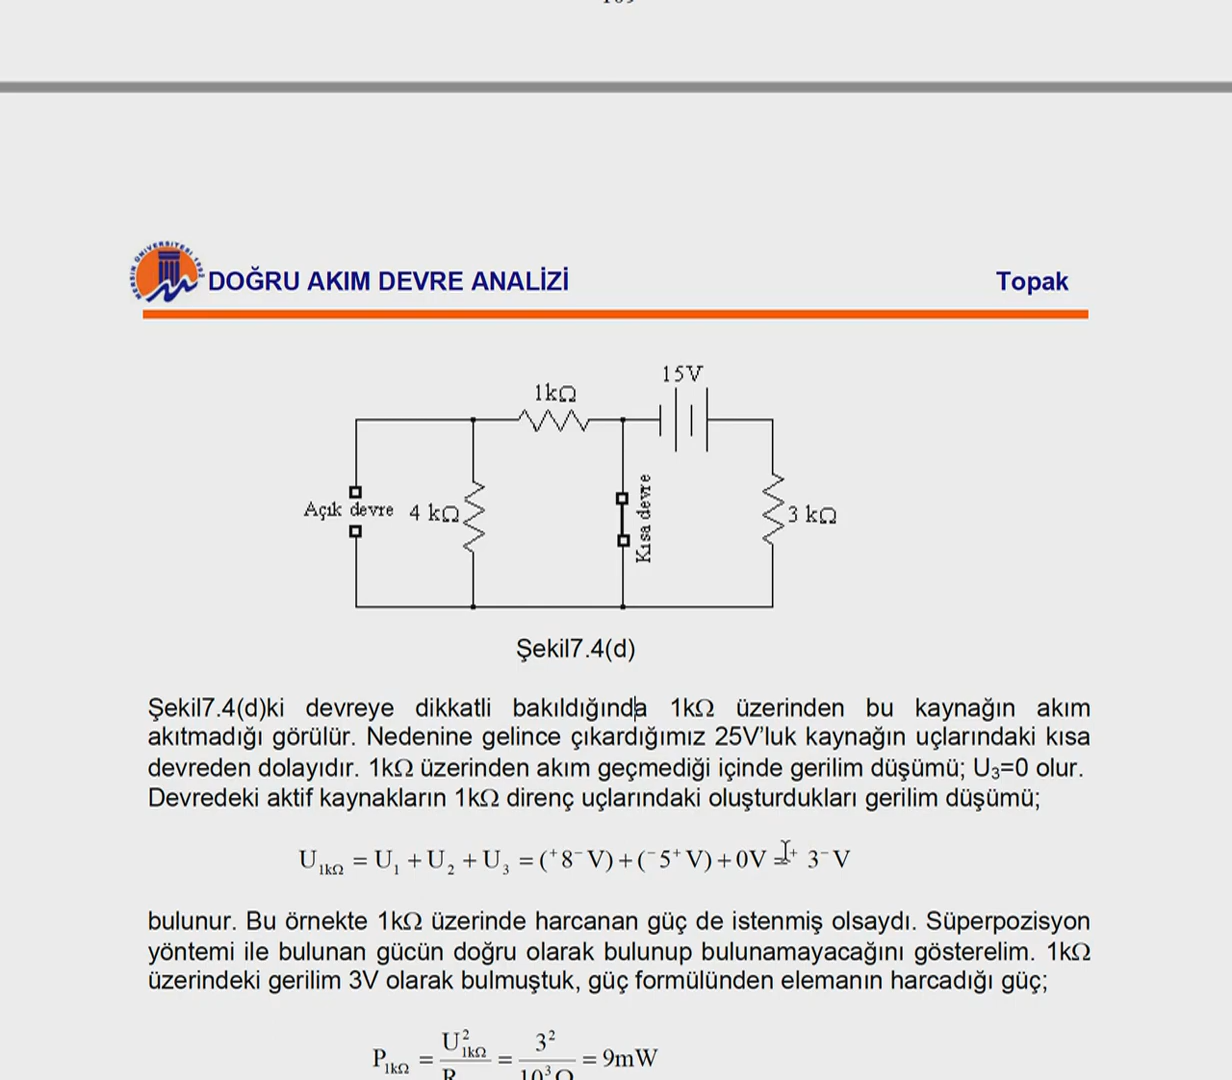 DOĞRU AKIM DEVRE ANALİZİ
Topak
15V
1kΩ
Açık devre
4 kΩ
Kısa devre
3 kΩ
Şekil7.4(d)
Şekil7.4(d)ki devreye dikkatli bakıldığında 1kΩ üzerinden bu kaynağın akım
akıtmadığı görülür. Nedenine gelince çıkardığımız 25V'luk kaynağın uçlarındaki kısa
devreden dolayıdır. 1kΩ üzerinden akım geçmediği içinde gerilim düşümü; U₃=0 olur.
Devredeki aktif kaynakların 1kΩ direnç uçlarındaki oluşturdukları gerilim düşümü;
U₁kΩ = U₁ + U₂ + U₃ = (⁺8⁻ V) + (⁻5⁺ V) + 0V = ⁺ 3⁻ V
bulunur. Bu örnekte 1kΩ üzerinde harcanan güç de istenmiş olsaydı. Süperpozisyon
yöntemi ile bulunan gücün doğru olarak bulunup bulunamayacağını gösterelim. 1kΩ
üzerindeki gerilim 3V olarak bulmuştuk, güç formülünden elemanın harcadığı güç;
P₁kΩ = U²₁kΩ / R = 3² / 10³Ω = 9mW